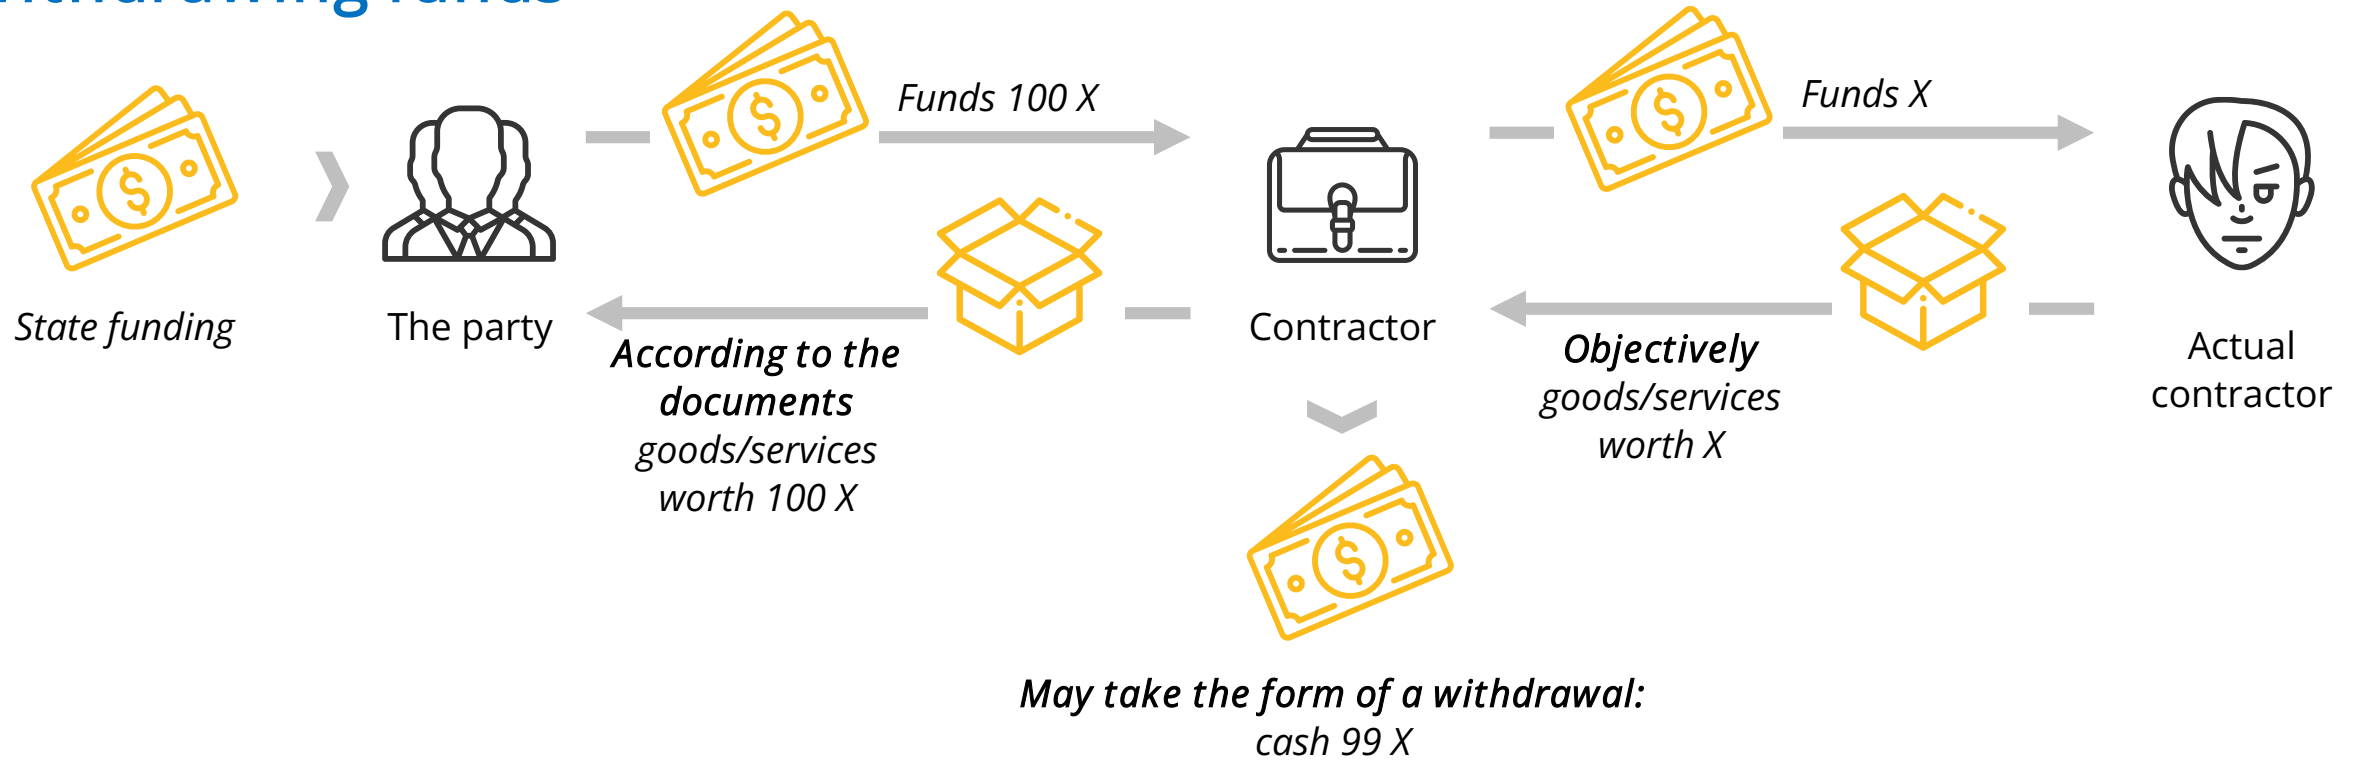 funds
Funds 100 X
Funds X
State funding
The party
According to the
documents
goods/services
worth 100 X
Contractor
Objectively
goods/services
worth X
Actual
contractor
May take the form of a withdrawal:
cash 99 X